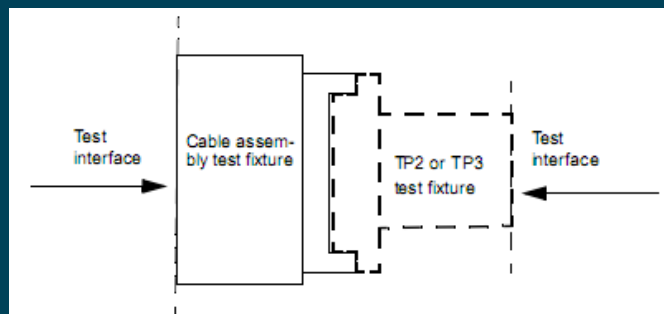 Test
interface
Cable assem-
bly test fixture
TP2 or TP3
test fixture
Test
interface